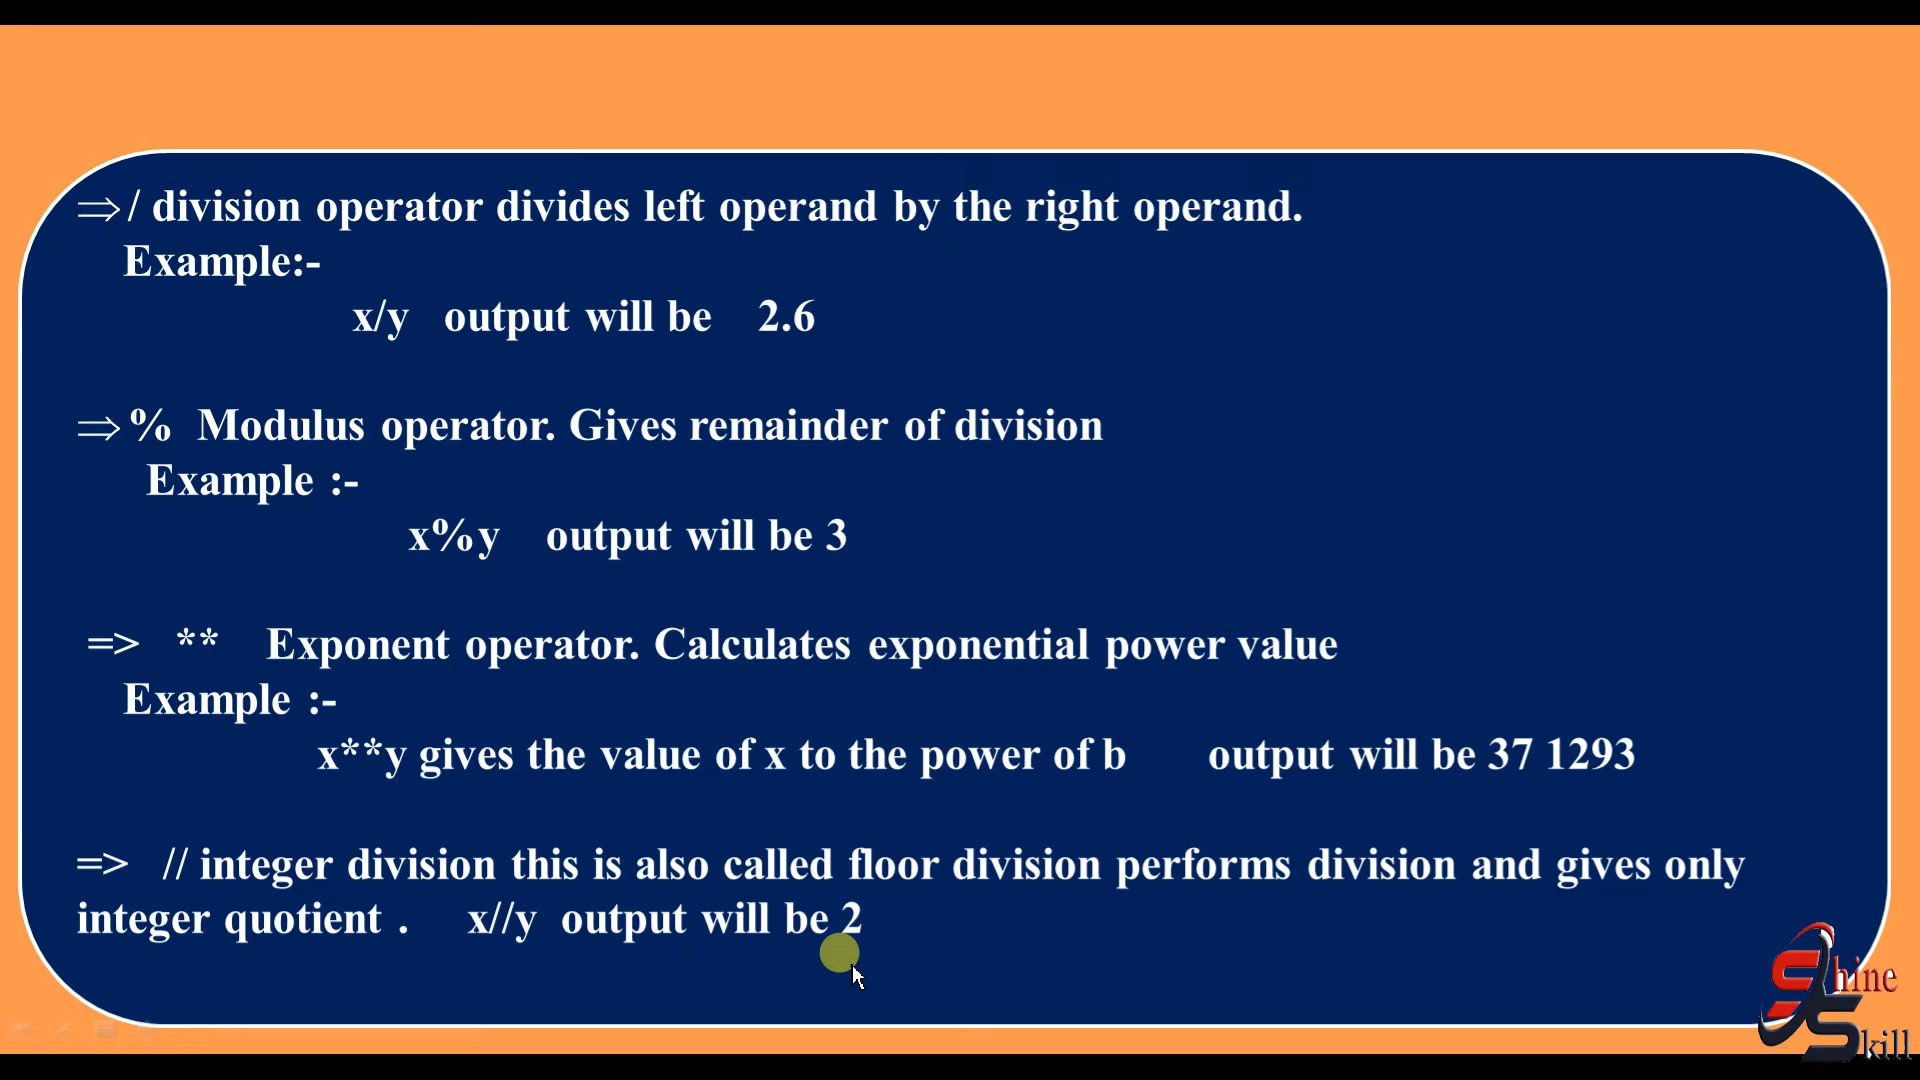 ⇒/ division operator divides left operand by the right operand.
Example:-
x/y output will be 2.6
⇒% Modulus operator. Gives remainder of division
Example :-
x%y output will be 3
=> ** Exponent operator. Calculates exponential power value
Example :-
x**y gives the value of x to the power of b output will be 37 1293
=> // integer division this is also called floor division performs division and gives only
integer quotient . x//y output will be 2
Shine
Skill